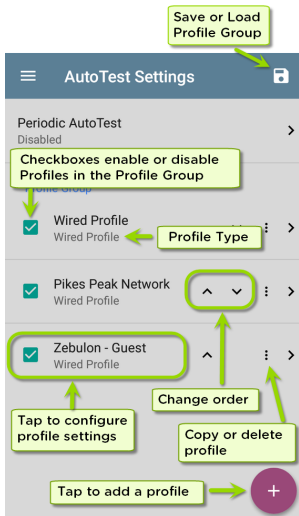 Save or Load
Profile Group
AutoTest Settings
Periodic AutoTest
Disabled
Checkboxes enable or disable
Profiles in the Profile Group
Profile Group
Wired Profile
Wired Profile
Profile Type
Pikes Peak Network
Wired Profile
Zebulon - Guest
Wired Profile
Change order
Tap to configure
profile settings
Copy or delete
profile
Tap to add a profile